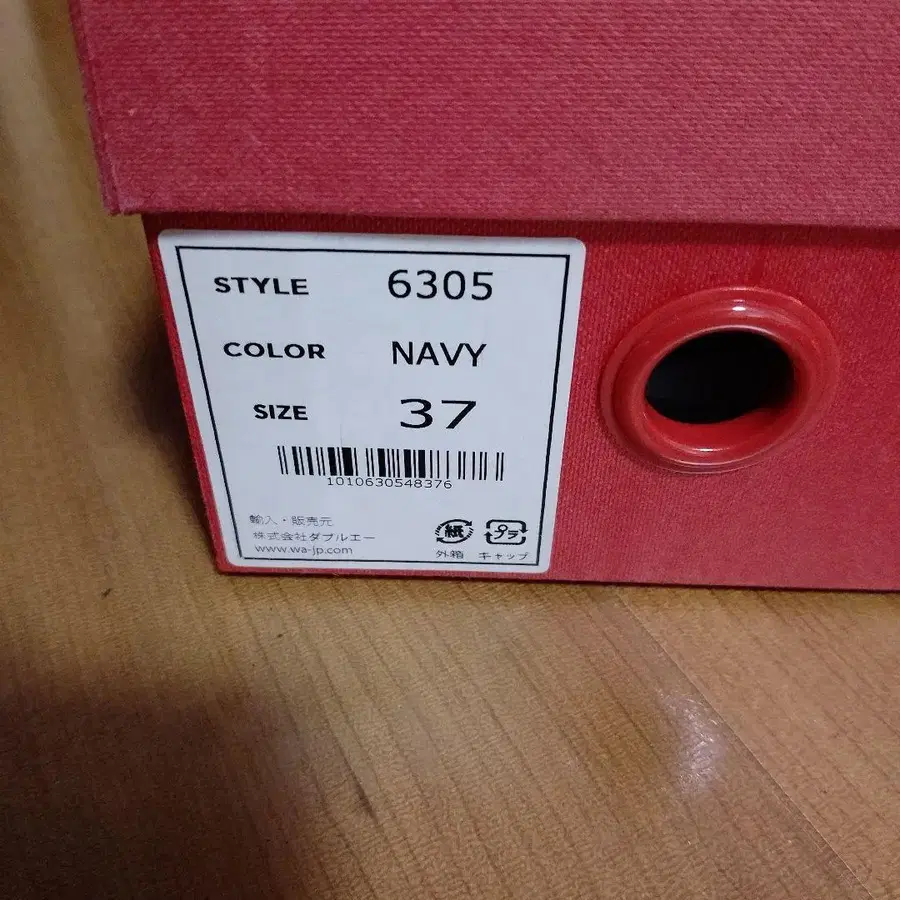 STYLE 6305
COLOR NAVY
SIZE 37
1010630548376
輸入・販売元
株式会社ダブルエー
www.wa-jp.com
紙 プラ
外箱 キャップ